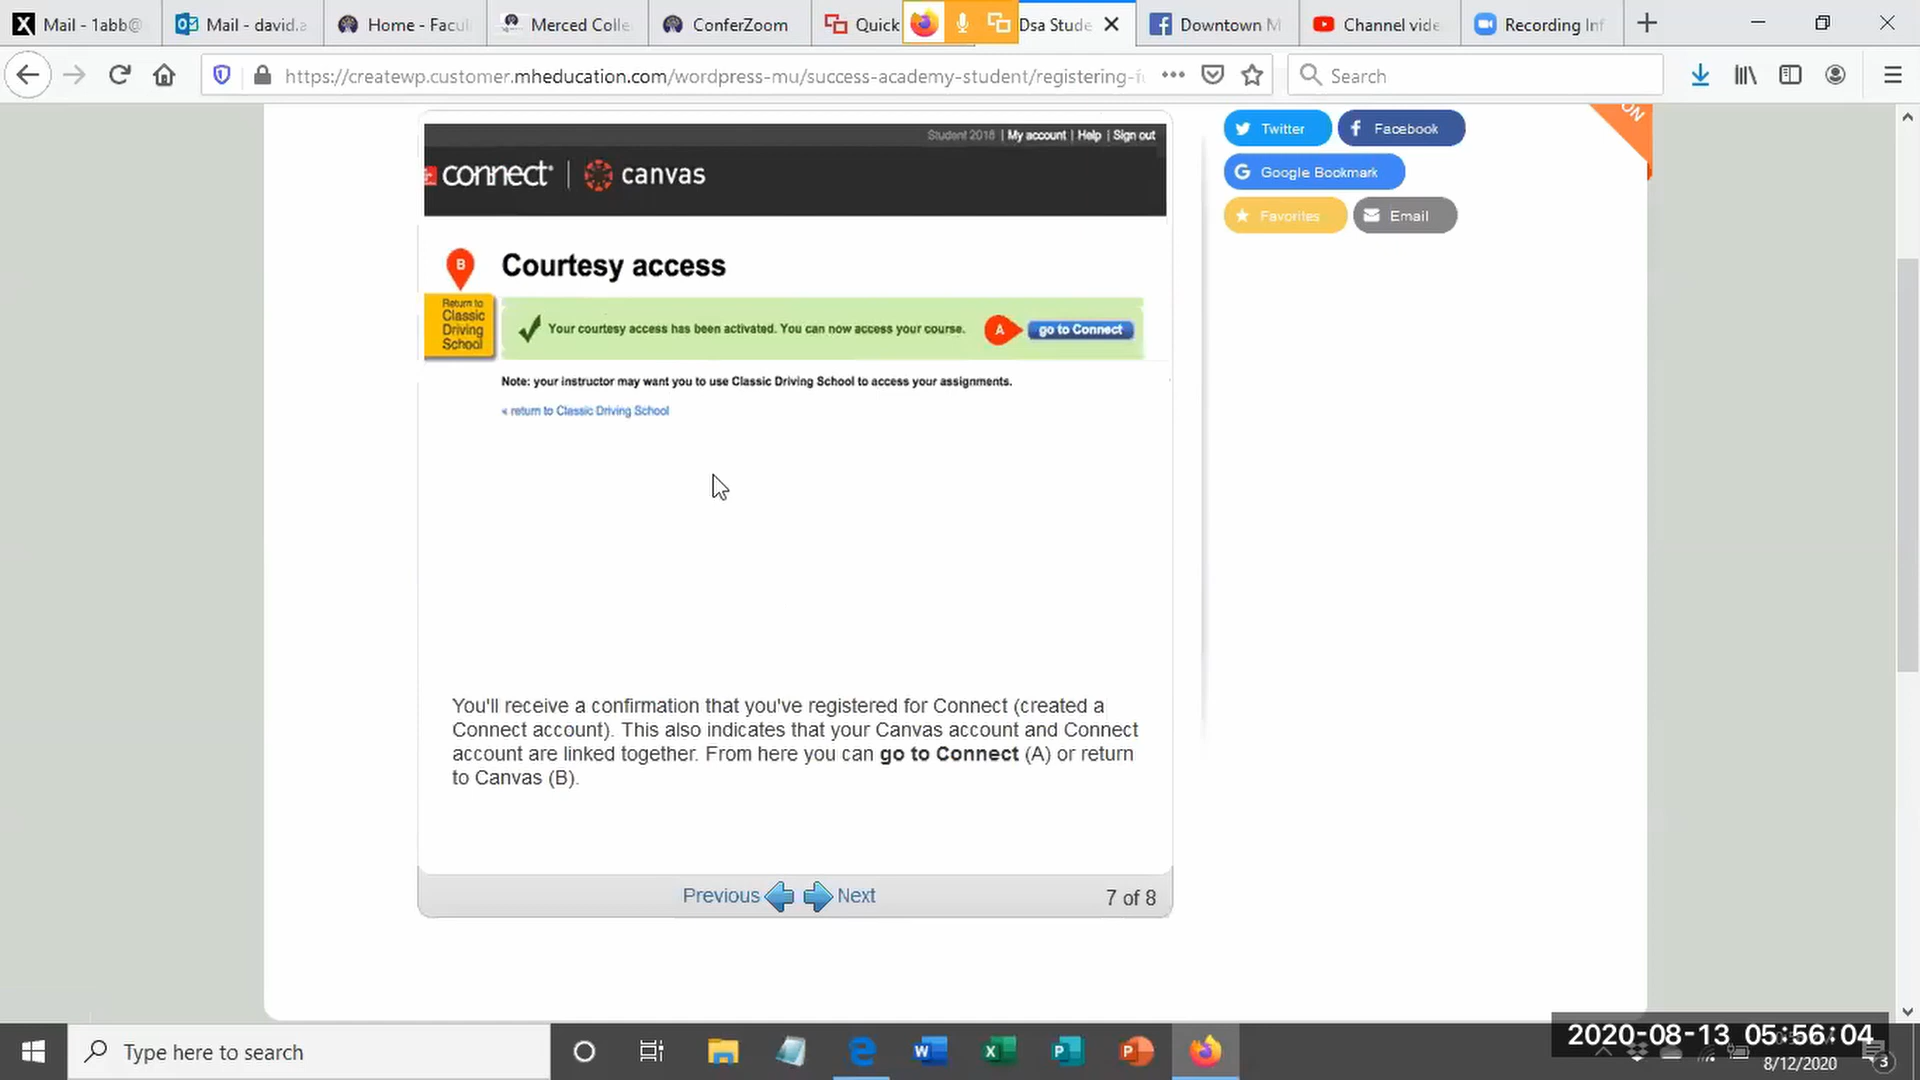 Mail - 1abb@
Mail - david.a
Home - Facul
Merced Colle
ConferZoom
Quick
Dsa Stude
Downtown M
Channel vide
Recording Inf
https://createwp.customer.mheducation.com/wordpress-mu/success-academy-student/registering-f
Search
Student 2018 | My account | Help | Sign out
connect | canvas
Twitter
Facebook
Google Bookmark
Favorites
Email
ON
B
Courtesy access
Return to
Classic
Driving
School
Your courtesy access has been activated. You can now access your course.
A
go to Connect
Note: your instructor may want you to use Classic Driving School to access your assignments.
« return to Classic Driving School
You'll receive a confirmation that you've registered for Connect (created a
Connect account). This also indicates that your Canvas account and Connect
account are linked together. From here you can go to Connect (A) or return
to Canvas (B).
Previous
Next
7 of 8
Type here to search
2020-08-13 05:56:04
8/12/2020
3